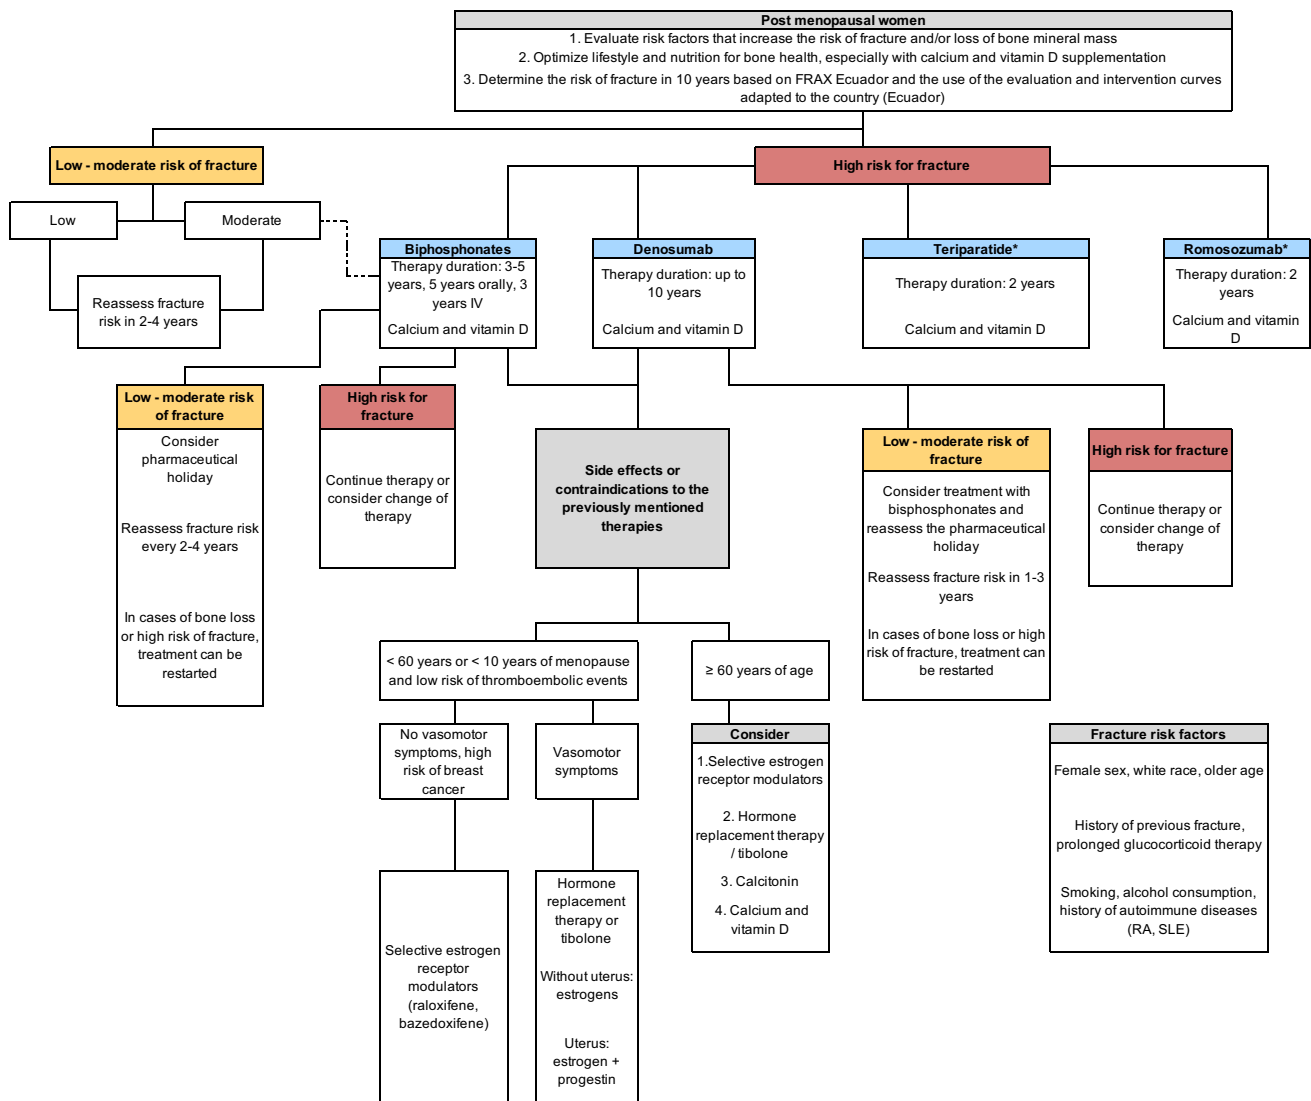 Post menopausal women
1. Evaluate risk factors that increase the risk of fracture and/or loss of bone mineral mass
2. Optimize lifestyle and nutrition for bone health, especially with calcium and vitamin D supplementation
3. Determine the risk of fracture in 10 years based on FRAX Ecuador and the use of the evaluation and intervention curves
adapted to the country (Ecuador)
Low - moderate risk of fracture
High risk for fracture
Low
Moderate
Reassess fracture
risk in 2-4 years
Biphosphonates
Therapy duration: 3-5
years, 5 years orally, 3
years IV
Calcium and vitamin D
Denosumab
Therapy duration: up to
10 years
Calcium and vitamin D
Teriparatide*
Therapy duration: 2 years
Calcium and vitamin D
Romosozumab*
Therapy duration: 2
years
Calcium and vitamin
D
Low - moderate risk
of fracture
Consider
pharmaceutical
holiday
Reassess fracture risk
every 2-4 years
In cases of bone loss
or high risk of fracture,
treatment can be
restarted
High risk for
fracture
Continue therapy or
consider change of
therapy
Side effects or
contraindications to the
previously mentioned
therapies
Low - moderate risk of
fracture
Consider treatment with
bisphosphonates and
reassess the pharmaceutical
holiday
Reassess fracture risk in 1-3
years
In cases of bone loss or high
risk of fracture, treatment can
be restarted
High risk for fracture
Continue therapy or
consider change of
therapy
< 60 years or < 10 years of menopause
and low risk of thromboembolic events
≥ 60 years of age
No vasomotor
symptoms, high
risk of breast
cancer
Vasomotor
symptoms
Consider
1.Selective estrogen
receptor modulators
2. Hormone
replacement therapy
/ tibolone
3. Calcitonin
4. Calcium and
vitamin D
Fracture risk factors
Female sex, white race, older age
History of previous fracture,
prolonged glucocorticoid therapy
Smoking, alcohol consumption,
history of autoimmune diseases
(RA, SLE)
Selective estrogen
receptor
modulators
(raloxifene,
bazedoxifene)
Hormone
replacement
therapy or
tibolone
Without uterus:
estrogens
Uterus:
estrogen +
progestin